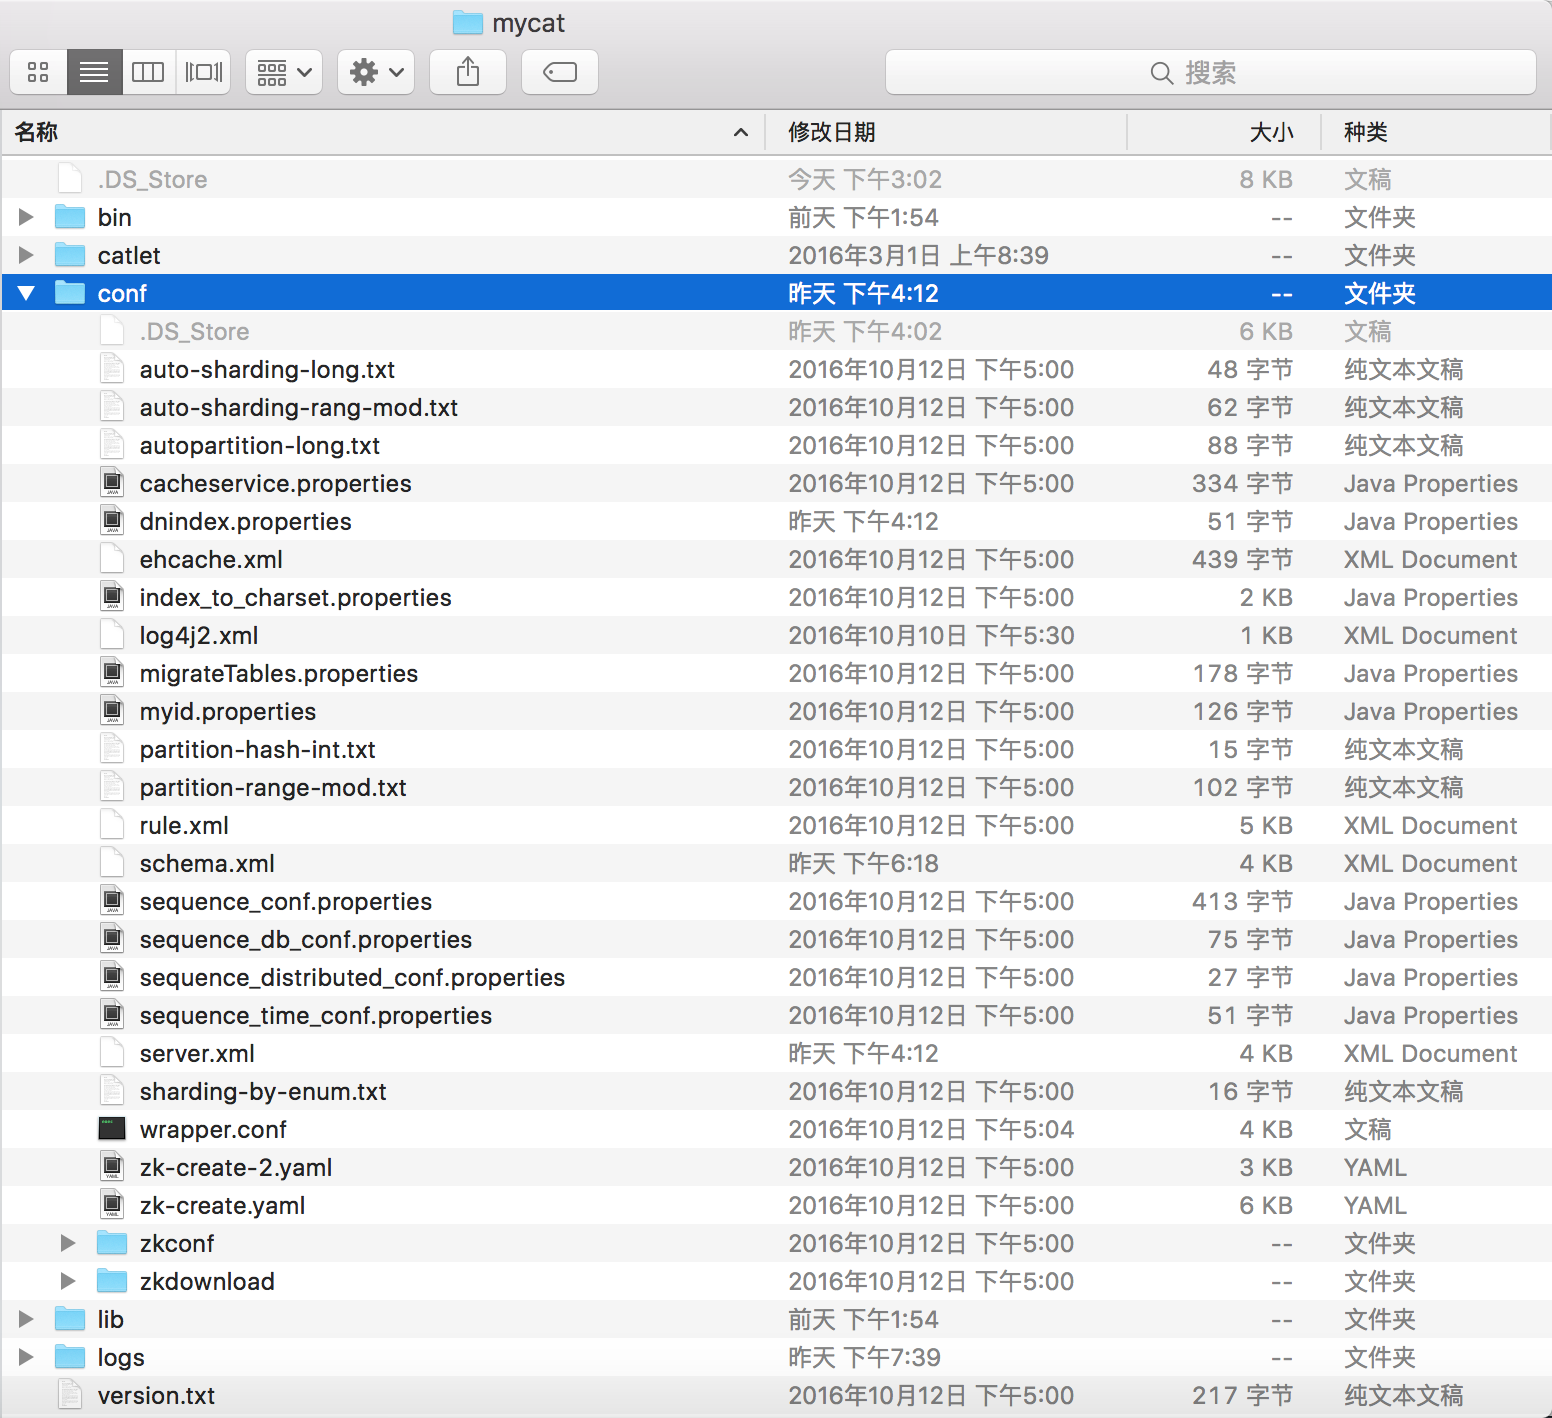 mycat
搜索
名称 修改日期 大小 种类
.DS_Store 今天 下午3:02 8 KB 文稿
bin 前天 下午1:54 -- 文件夹
catlet 2016年3月1日 上午8:39 -- 文件夹
conf 昨天 下午4:12 -- 文件夹
.DS_Store 昨天 下午4:02 6 KB 文稿
auto-sharding-long.txt 2016年10月12日 下午5:00 48 字节 纯文本文稿
auto-sharding-rang-mod.txt 2016年10月12日 下午5:00 62 字节 纯文本文稿
autopartition-long.txt 2016年10月12日 下午5:00 88 字节 纯文本文稿
cacheservice.properties 2016年10月12日 下午5:00 334 字节 Java Properties
dnindex.properties 昨天 下午4:12 51 字节 Java Properties
ehcache.xml 2016年10月12日 下午5:00 439 字节 XML Document
index_to_charset.properties 2016年10月12日 下午5:00 2 KB Java Properties
log4j2.xml 2016年10月10日 下午5:30 1 KB XML Document
migrateTables.properties 2016年10月12日 下午5:00 178 字节 Java Properties
myid.properties 2016年10月12日 下午5:00 126 字节 Java Properties
partition-hash-int.txt 2016年10月12日 下午5:00 15 字节 纯文本文稿
partition-range-mod.txt 2016年10月12日 下午5:00 102 字节 纯文本文稿
rule.xml 2016年10月12日 下午5:00 5 KB XML Document
schema.xml 昨天 下午6:18 4 KB XML Document
sequence_conf.properties 2016年10月12日 下午5:00 413 字节 Java Properties
sequence_db_conf.properties 2016年10月12日 下午5:00 75 字节 Java Properties
sequence_distributed_conf.properties 2016年10月12日 下午5:00 27 字节 Java Properties
sequence_time_conf.properties 2016年10月12日 下午5:00 51 字节 Java Properties
server.xml 昨天 下午4:12 4 KB XML Document
sharding-by-enum.txt 2016年10月12日 下午5:00 16 字节 纯文本文稿
wrapper.conf 2016年10月12日 下午5:04 4 KB 文稿
zk-create-2.yaml 2016年10月12日 下午5:00 3 KB YAML
zk-create.yaml 2016年10月12日 下午5:00 6 KB YAML
zkconf 2016年10月12日 下午5:00 -- 文件夹
zkdownload 2016年10月12日 下午5:00 -- 文件夹
lib 前天 下午1:54 -- 文件夹
logs 昨天 下午7:39 -- 文件夹
version.txt 2016年10月12日 下午5:00 217 字节 纯文本文稿